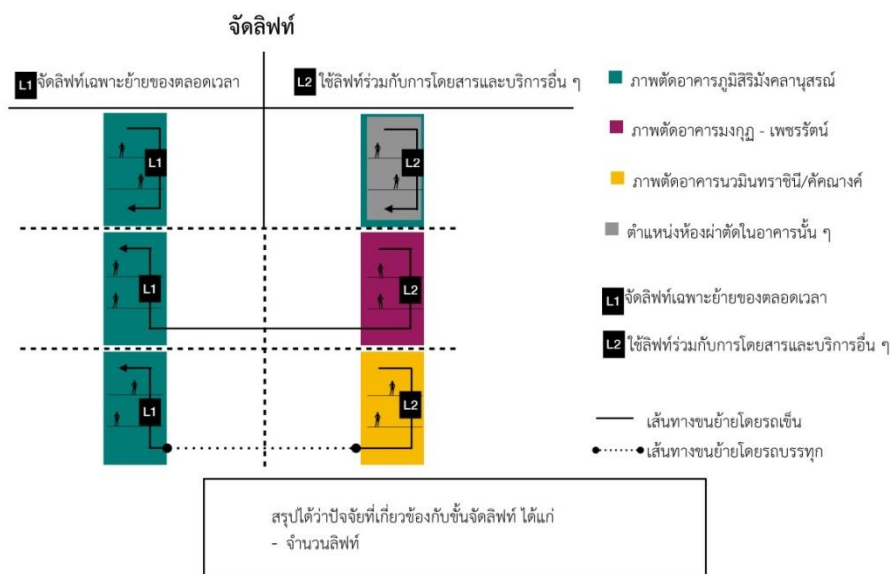 จัดลิฟท์
L1 จัดลิฟท์เฉพาะย้ายของตลอดเวลา
L2 ใช้ลิฟท์ร่วมกับการโดยสารและบริการอื่น ๆ
L1
L2
L1
L2
L1
L2
ภาพตัดอาคารภูมิสิริมังคลานุสรณ์
ภาพตัดอาคารมงกุฏ - เพชรรัตน์
ภาพตัดอาคารนวมินทราชินี/คัคณางค์
ตำแหน่งห้องผ่าตัดในอาคารนั้น ๆ
L1 จัดลิฟท์เฉพาะย้ายของตลอดเวลา
L2 ใช้ลิฟท์ร่วมกับการโดยสารและบริการอื่น ๆ
เส้นทางขนย้ายโดยรถเข็น
เส้นทางขนย้ายโดยรถบรรทุก
สรุปได้ว่าปัจจัยที่เกี่ยวข้องกับขั้นจัดลิฟท์ ได้แก่
- จำนวนลิฟท์